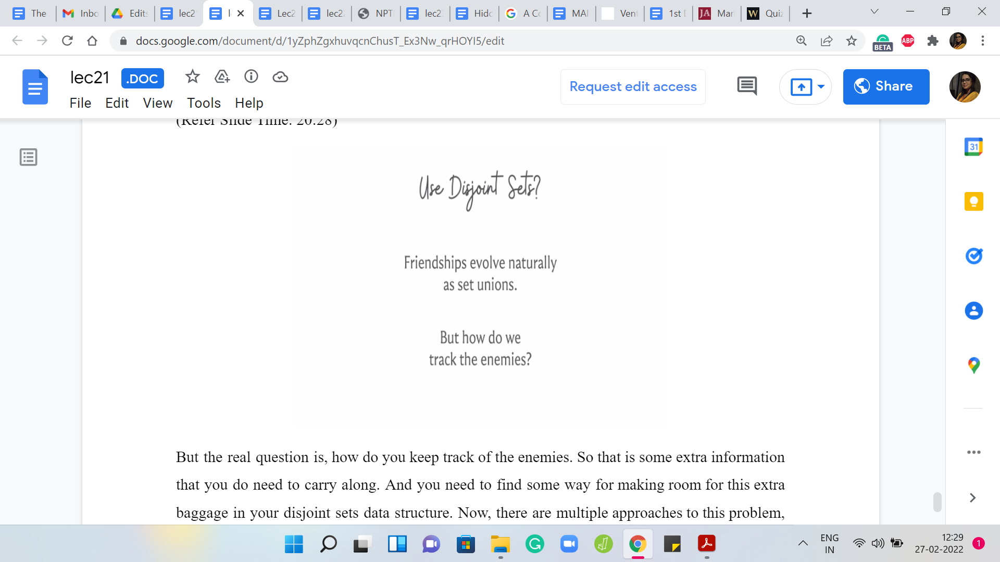 The
Inbo
Edits
lec2
l
Lec2
lec2
NPT
lec2
Hido
A Co
MAI
Vent
1st
JA Mar
W Quiz
docs.google.com/document/d/1yZphZgxhuvqcnChusT_Ex3Nw_qrHOYI5/edit
BETA
ABP
lec21 .DOC
Request edit access
Share
File Edit View Tools Help
(Refer Slide Time: 20:28)
31
Use Disjoint Sets?
Friendships evolve naturally
as set unions.
But how do we
track the enemies?
But the real question is, how do you keep track of the enemies. So that is some extra information
that you do need to carry along. And you need to find some way for making room for this extra
baggage in your disjoint sets data structure. Now, there are multiple approaches to this problem,
ENG
IN
12:29
27-02-2022
1